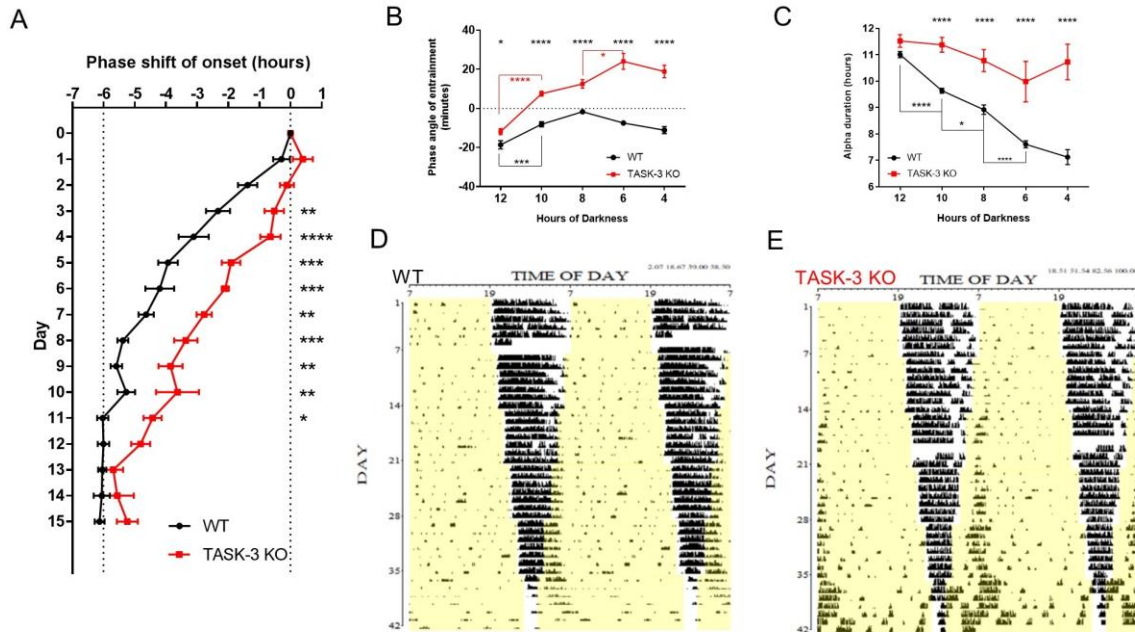 A
Phase shift of onset (hours)
-7 -6 -5 -4 -3 -2 -1 0 1
Day
0
1
2
3 **
4 ****
5 ***
6 ***
7 **
8 ***
9 **
10 **
11 *
12
13
14
15
WT
TASK-3 KO
B
* **** **** **** ****
**** *
***
Phase angle of entrainment
(minutes)
40
20
0
-20
-40
WT
TASK-3 KO
12 10 8 6 4
Hours of Darkness
C
**** **** **** ****
**** * ****
Alpha duration (hours)
12
11
10
9
8
7
6
WT
TASK-3 KO
12 10 8 6 4
Hours of Darkness
D
WT
TIME OF DAY
7 19 7 19 7
DAY
1
7
14
21
28
35
42
E
TASK-3 KO
TIME OF DAY
7 19 7 19 7
DAY
1
7
14
21
28
35
42